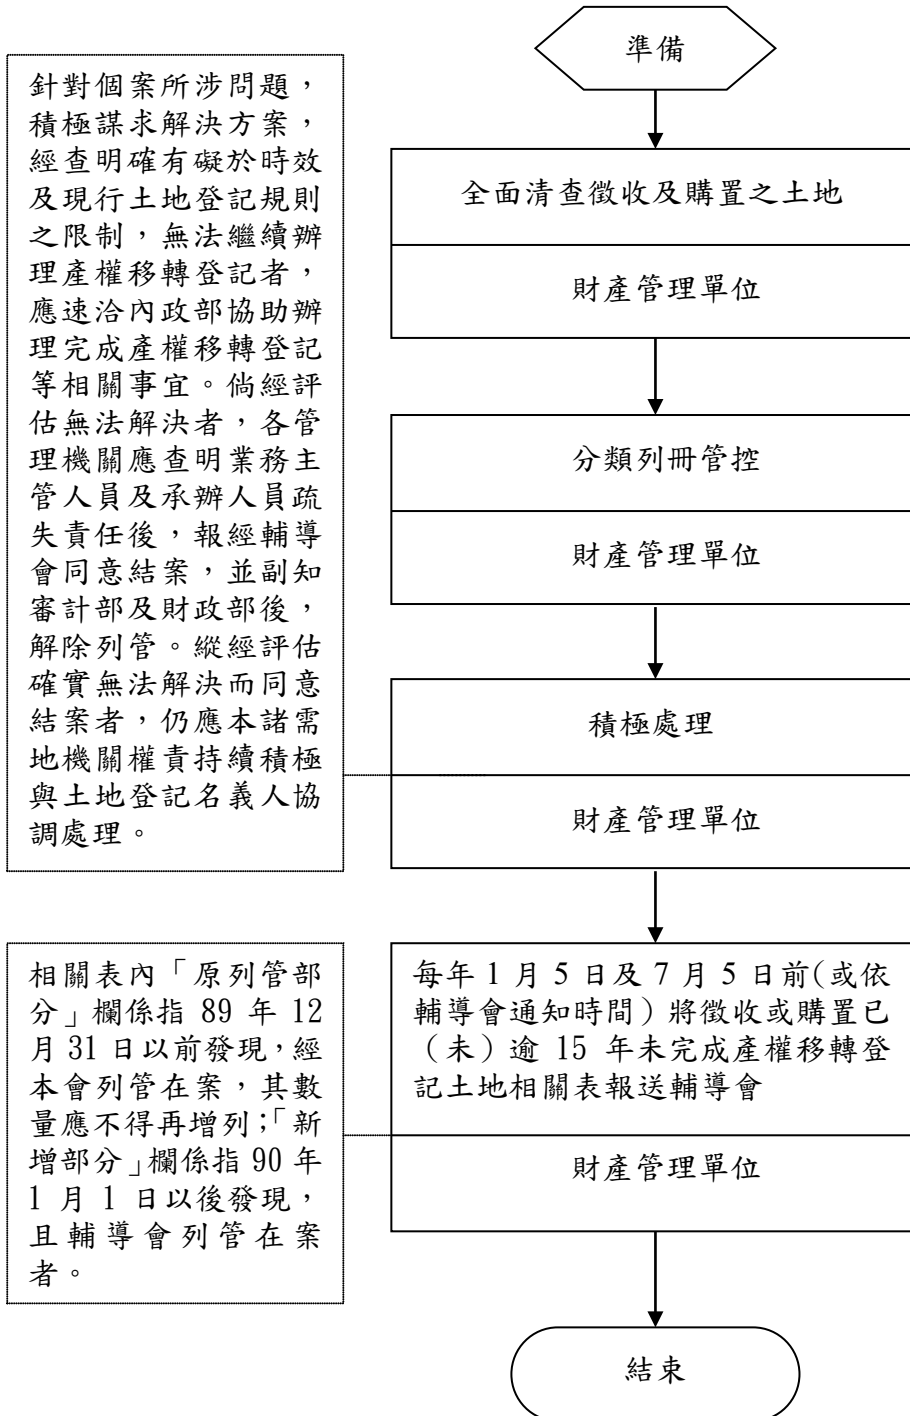 準備
全面清查徵收及購置之土地
財產管理單位
分類列冊管控
財產管理單位
針對個案所涉問題，
積極謀求解決方案，
經查明確有礙於時效
及現行土地登記規則
之限制，無法繼續辦
理產權移轉登記者，
應速洽內政部協助辦
理完成產權移轉登記
等相關事宜。倘經評
估無法解決者，各管
理機關應查明業務主
管人員及承辦人員疏
失責任後，報經輔導
會同意結案，並副知
審計部及財政部後，
解除列管。縱經評估
確實無法解決而同意
結案者，仍應本諸需
地機關權責持續積極
與土地登記名義人協
調處理。
積極處理
財產管理單位
相關表內「原列管部
分」欄係指 89 年 12
月 31 日以前發現，經
本會列管在案，其數
量應不得再增列；「新
增部分」欄係指 90 年
1 月 1 日以後發現，
且輔導會列管在案
者。
每年 1 月 5 日及 7 月 5 日前（或依
輔導會通知時間）將徵收或購置已
（未）逾 15 年未完成產權移轉登
記土地相關表報送輔導會
財產管理單位
結束